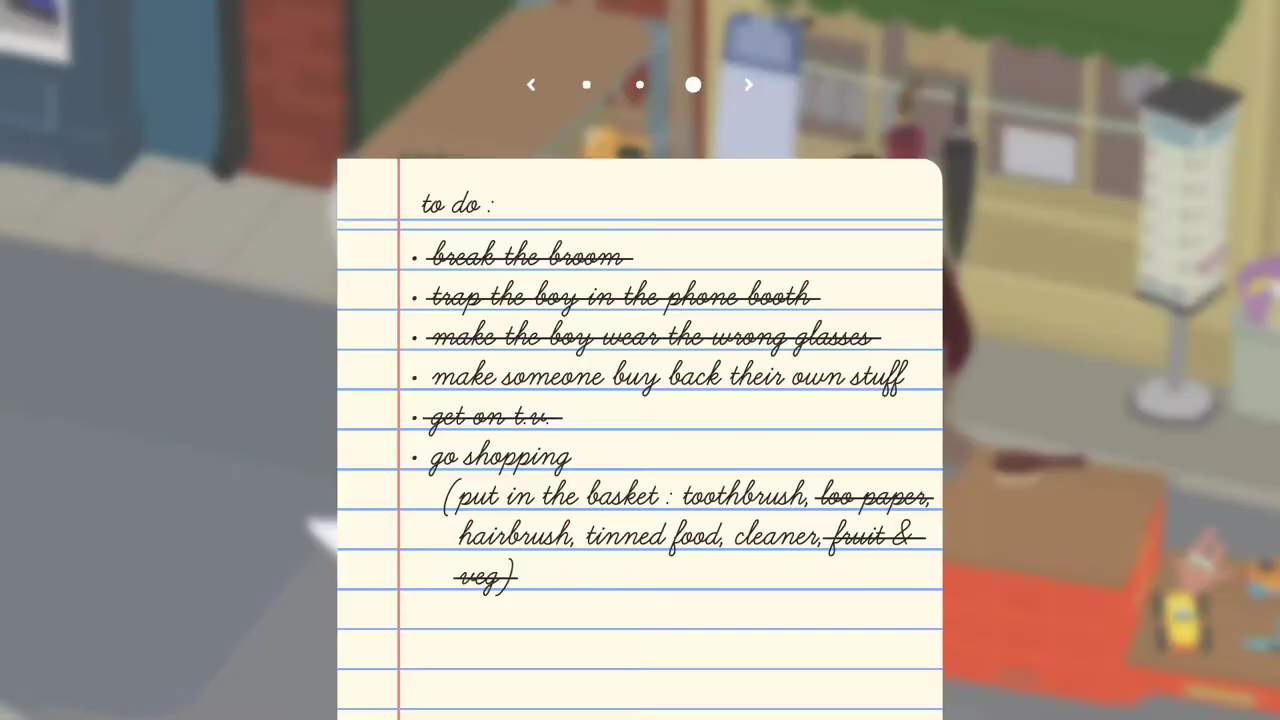 to do :
• break the broom
• trap the boy in the phone booth
• make the boy wear the wrong glasses
• make someone buy back their own stuff
• get on t.v.
• go shopping
(put in the basket : toothbrush, loo paper,
hairbrush, tinned food, cleaner, fruit &
veg)